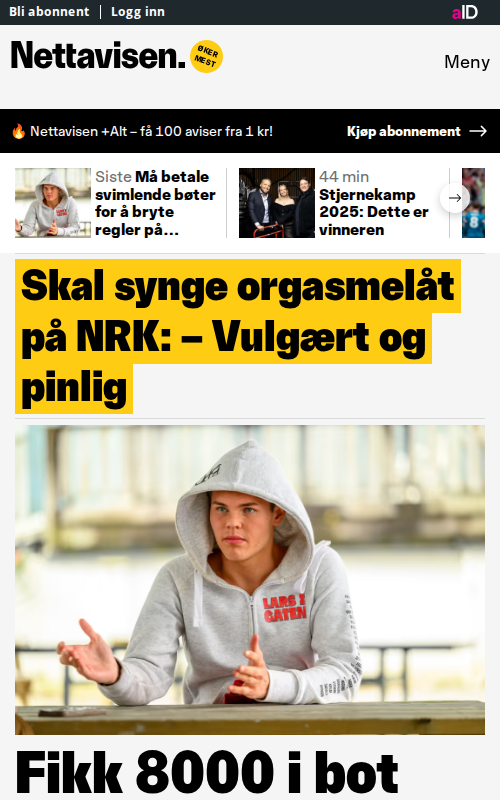 Bli abonnent
Logg inn
aID
Nettavisen.
ØKER
MEST
Meny
🔥 Nettavisen +Alt – få 100 aviser fra 1 kr!
Kjøp abonnement →
Siste Må betale
svimlende bøter
for å bryte
regler på...
44 min
Stjernekamp
2025: Dette er
vinneren
Skal synge orgasmelåt
på NRK: – Vulgært og
pinlig
LARS I
GATEN
Fikk 8000 i bot